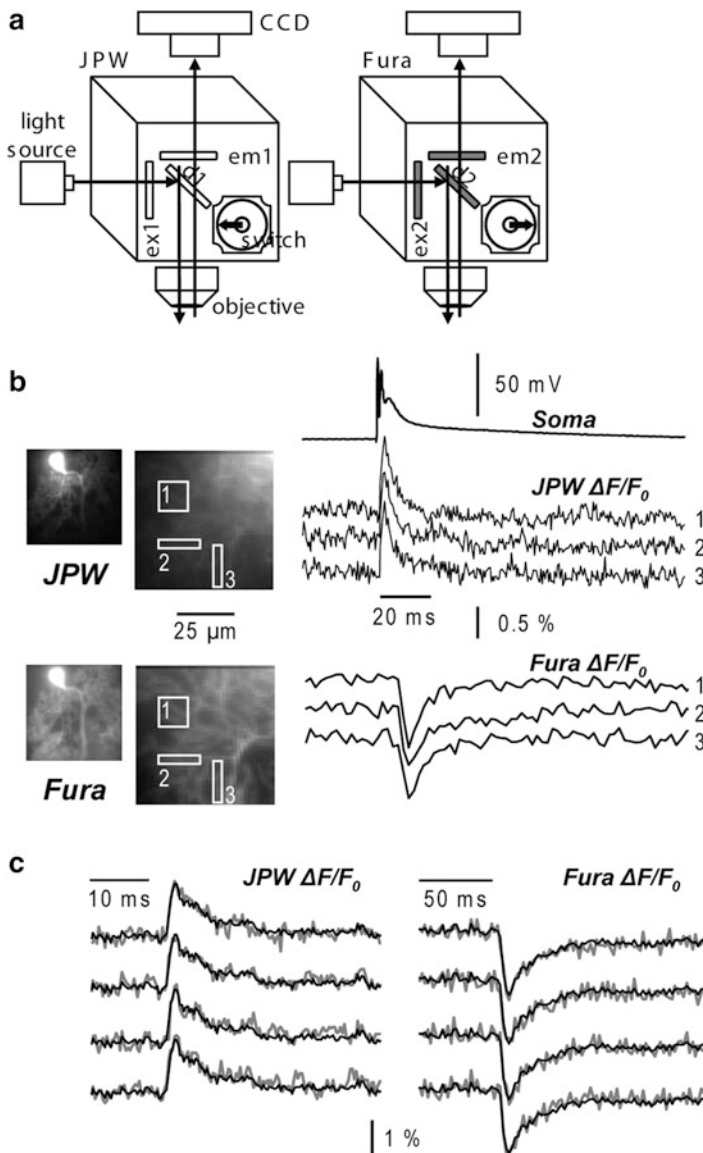 a
CCD
JPW
Fura
light
source
em1
d1
ex1
switch
objective
em2
d2
ex2
b
50 mV
Soma
JPW
1
2
3
25 µm
JPW ΔF/F0
1
2
3
20 ms
0.5 %
Fura
1
2
3
Fura ΔF/F0
1
2
3
c
10 ms
JPW ΔF/F0
50 ms
Fura ΔF/F0
1 %